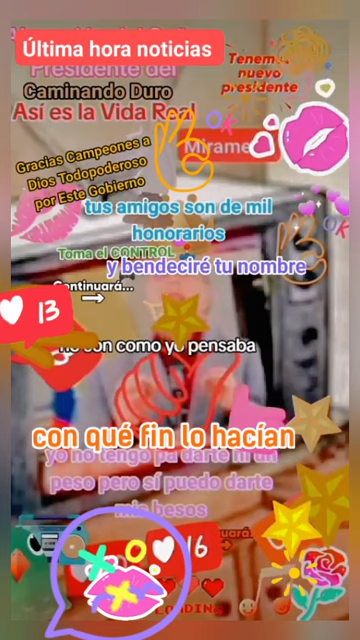 Última hora noticias
Presidente del
Caminando Duro
Así es la Vida Real
Tenemos
nuevo
presidente
OK
Mírame
Gracias Campeones a
Dios Todopoderoso
por Este Gobierno
tus amigos son de mil
honorarios
OK
Toma el CONTROL
y bendeciré tu nombre
Continuará...
13
no son como yo pensaba
con qué fin lo hacían
yo no tengo pa darte ni un
peso pero sí puedo darte
mis besos
16